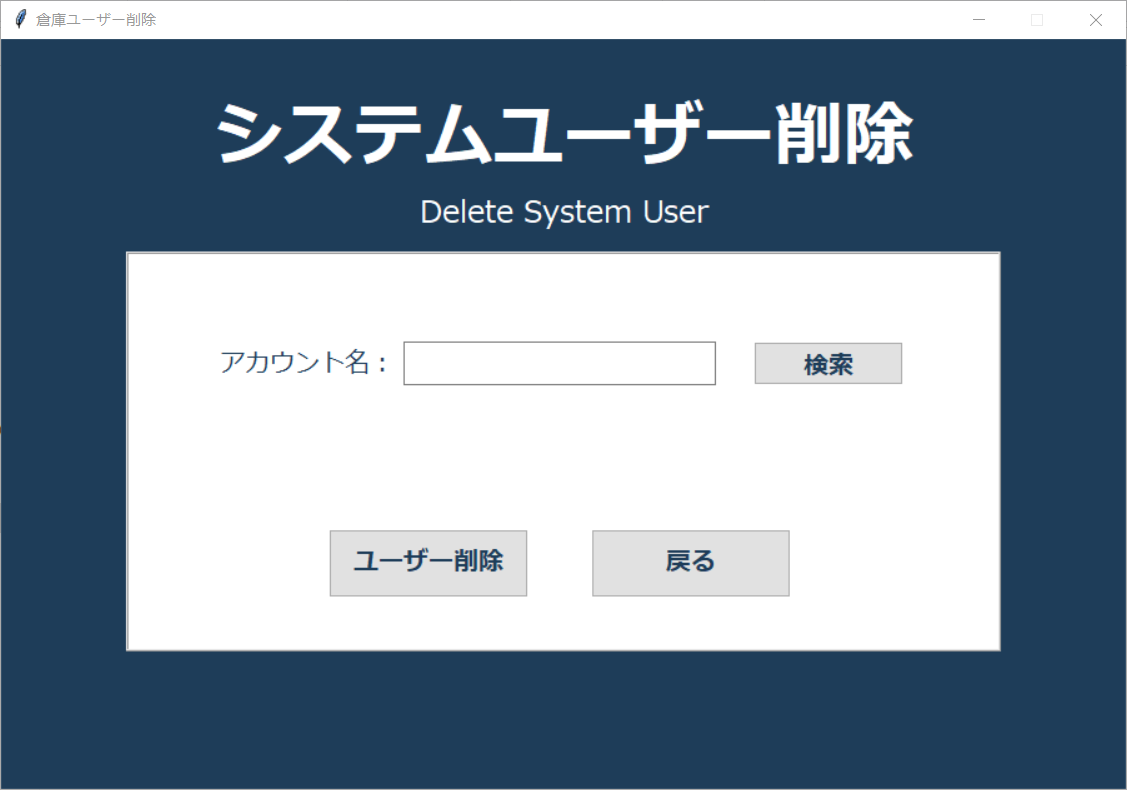 倉庫ユーザー削除
システムユーザー削除
Delete System User
アカウント名：
検索
ユーザー削除
戻る